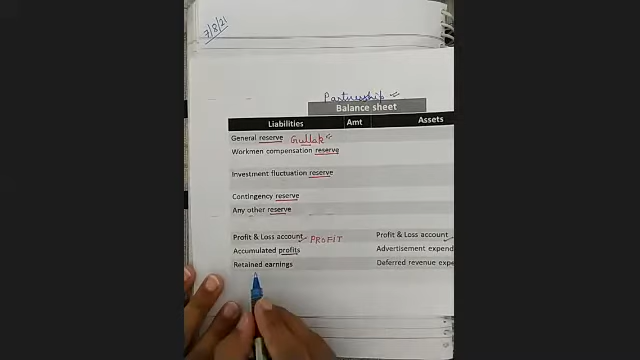 7/8/21
Partnership
Balance sheet
Liabilities Amt Assets
General reserve Gullak
Workmen compensation reserve
Investment fluctuation reserve
Contingency reserve
Any other reserve
Profit & Loss account PROFIT Profit & Loss account
Accumulated profits Advertisement expend
Retained earnings Deferred revenue expe